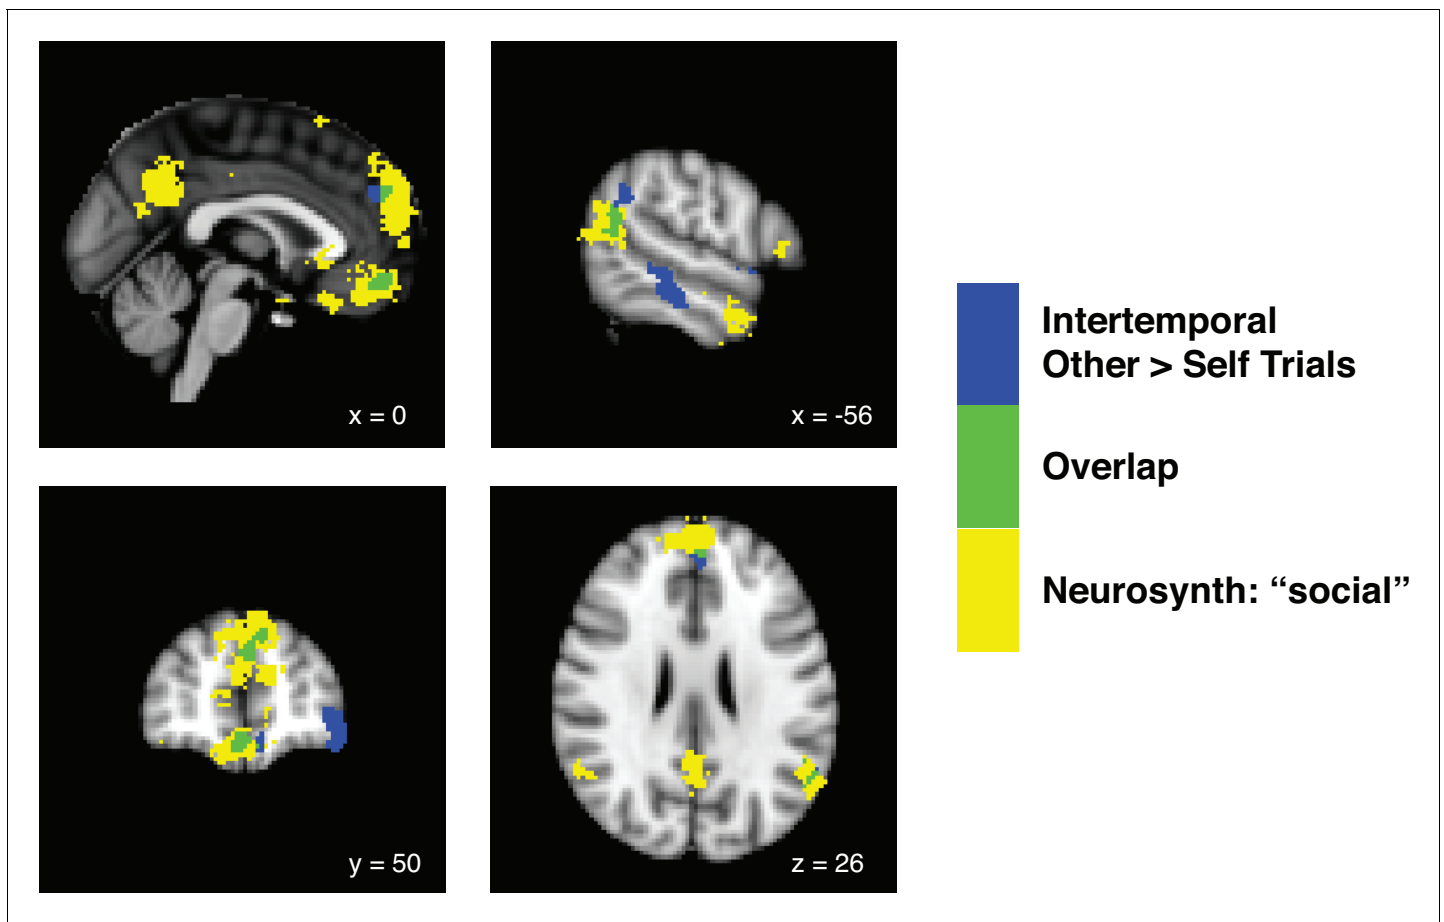 x = 0
x = -56
y = 50
z = 26
Intertemporal
Other > Self Trials
Overlap
Neurosynth: “social”